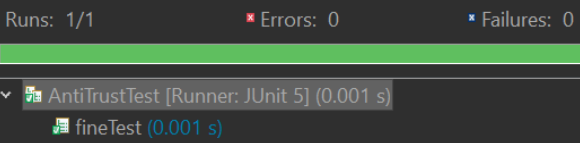 Runs: 1/1 Errors: 0 Failures: 0
AntiTrustTest [Runner: JUnit 5] (0.001 s)
fineTest (0.001 s)